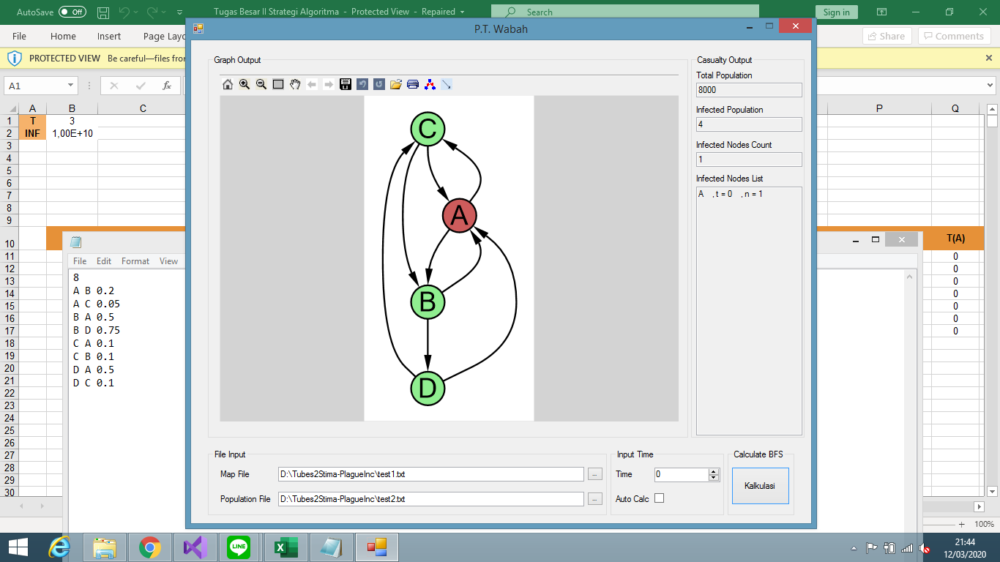 AutoSave Off Tugas Besar II Strategi Algoritma - Protected View - Repaired Search Sign in
File Home Insert Page Layo Share Comments
PROTECTED VIEW Be careful—files fro
A1 fx
A B C P Q
1 T 3
2 INF 1,00E+10
3
4
5
6
7
8
9
10 T(A)
11 0
12 0
13 0
14 0
15 0
16 0
17 0
18
19
20
21
22
23
24
25
26
27
28
29
30
100%
File Edit Format View
8
A B 0.2
A C 0.05
B A 0.5
B D 0.75
C A 0.1
C B 0.1
D A 0.5
D C 0.1
P.T. Wabah
Graph Output
C
A
B
D
Casualty Output
Total Population
8000
Infected Population
4
Infected Nodes Count
1
Infected Nodes List
A , t = 0 , n = 1
File Input
Map File D:\Tubes2Stima-PlagueInc\test1.txt ...
Population File D:\Tubes2Stima-PlagueInc\test2.txt ...
Input Time
Time 0
Auto Calc
Calculate BFS
Kalkulasi
LINE
21:44
12/03/2020